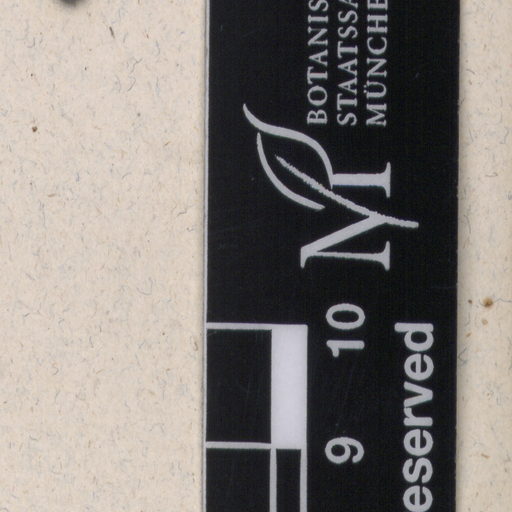 BOTANIS
STAATSSA
MÜNCHE
M
9 10
eserved